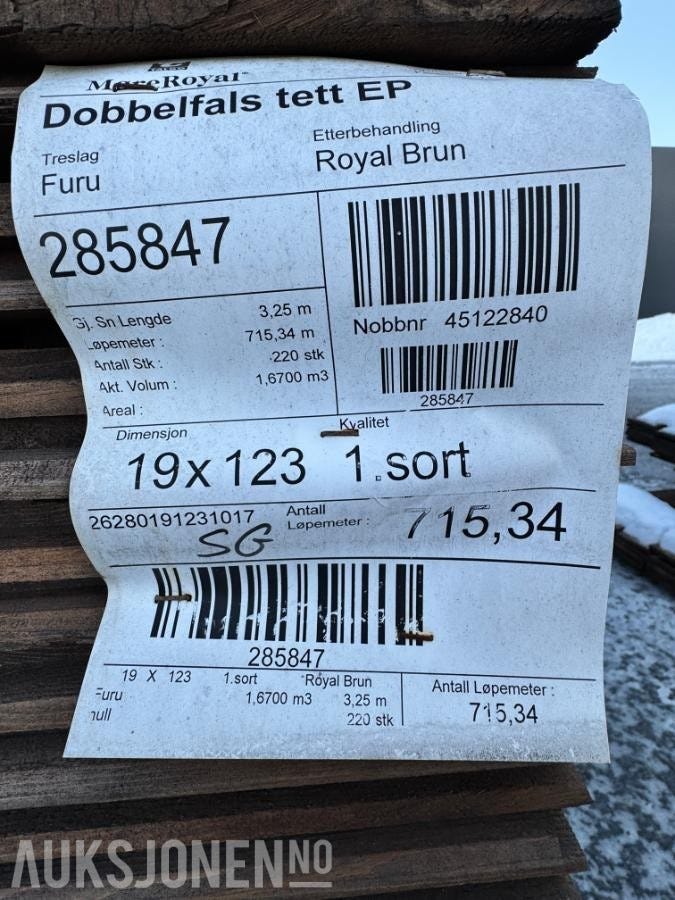 MøreRoyal
Dobbelfals tett EP
Treslag
Furu
Etterbehandling
Royal Brun
285847
Gj. Sn Lengde 3,25 m
Løpemeter : 715,34 m
Antall Stk : 220 stk
Akt. Volum : 1,6700 m3
Areal :
Nobbnr 45122840
285847
Dimensjon
19 x 123
Kvalitet
1.sort
26280191231017
SG
Antall
Løpemeter : 715,34
285847
19 X 123 1.sort Royal Brun
Furu 1,6700 m3 3,25 m
null 220 stk
Antall Løpemeter :
715,34
AUKSJONEN NO